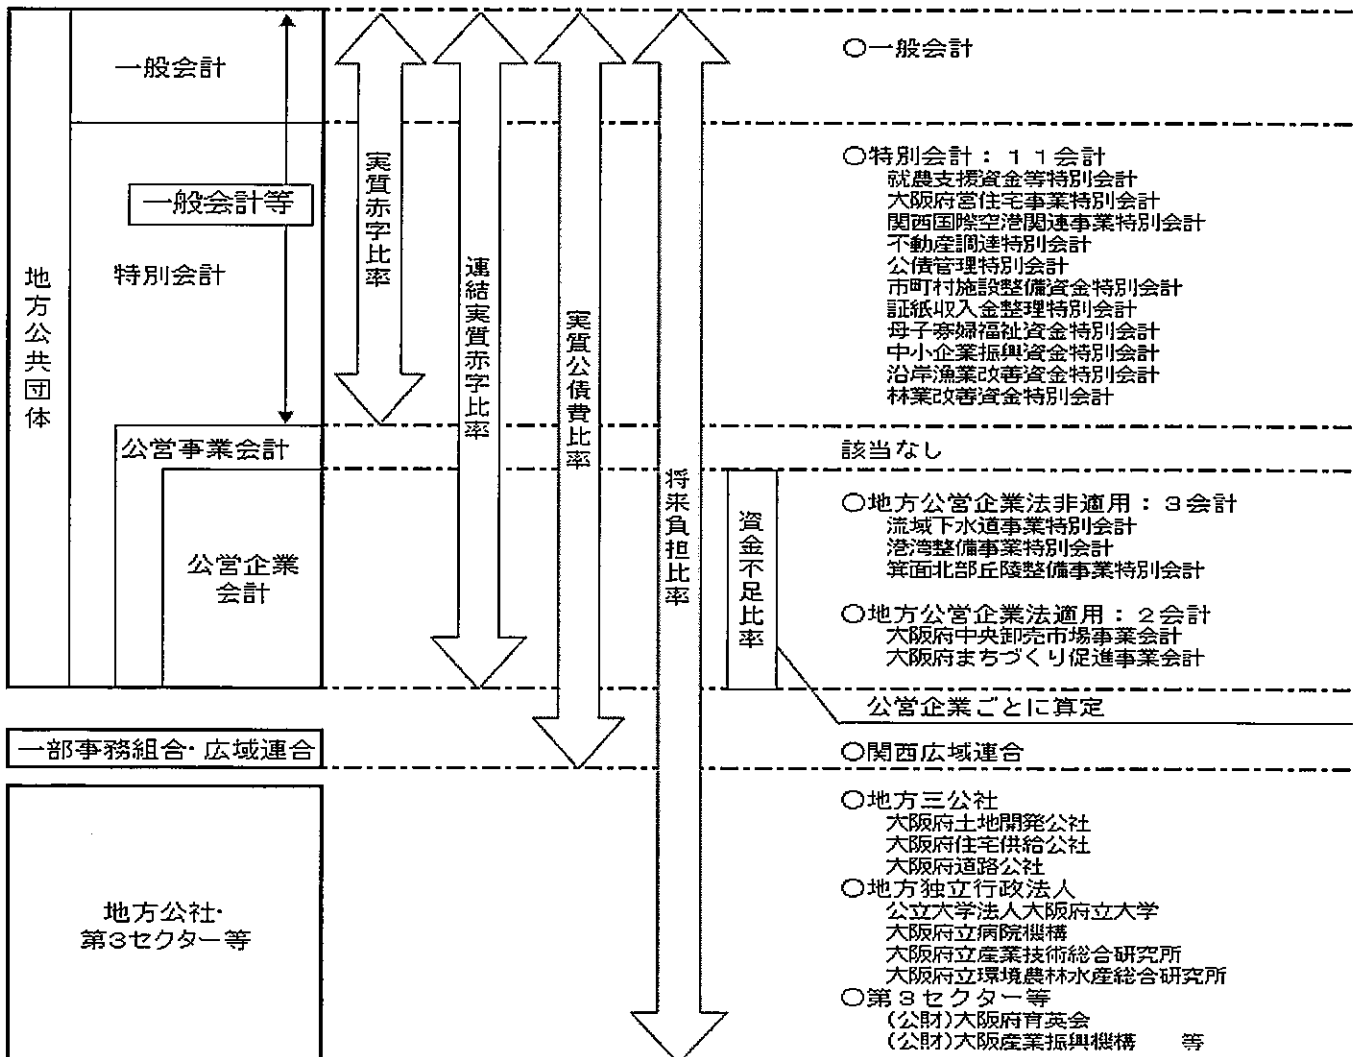 地方公共団体
一般会計
一般会計等
特別会計
公営事業会計
公営企業
会計
一部事務組合・広域連合
地方公社・
第3セクター等
実質赤字比率
連結実質赤字比率
実質公債費比率
将来負担比率
資金不足比率
○一般会計
○特別会計：１１会計
就農支援資金等特別会計
大阪府営住宅事業特別会計
関西国際空港関連事業特別会計
不動産調達特別会計
公債管理特別会計
市町村施設整備資金特別会計
証紙収入金整理特別会計
母子寡婦福祉資金特別会計
中小企業振興資金特別会計
沿岸漁業改善資金特別会計
林業改善資金特別会計
該当なし
○地方公営企業法非適用：３会計
流域下水道事業特別会計
港湾整備事業特別会計
箕面北部丘陵整備事業特別会計
○地方公営企業法適用：２会計
大阪府中央卸売市場事業会計
大阪府まちづくり促進事業会計
公営企業ごとに算定
○関西広域連合
○地方三公社
大阪府土地開発公社
大阪府住宅供給公社
大阪府道路公社
○地方独立行政法人
公立大学法人大阪府立大学
大阪府立病院機構
大阪府立産業技術総合研究所
大阪府立環境農林水産総合研究所
○第３セクター等
(公財)大阪府育英会
(公財)大阪産業振興機構　　等